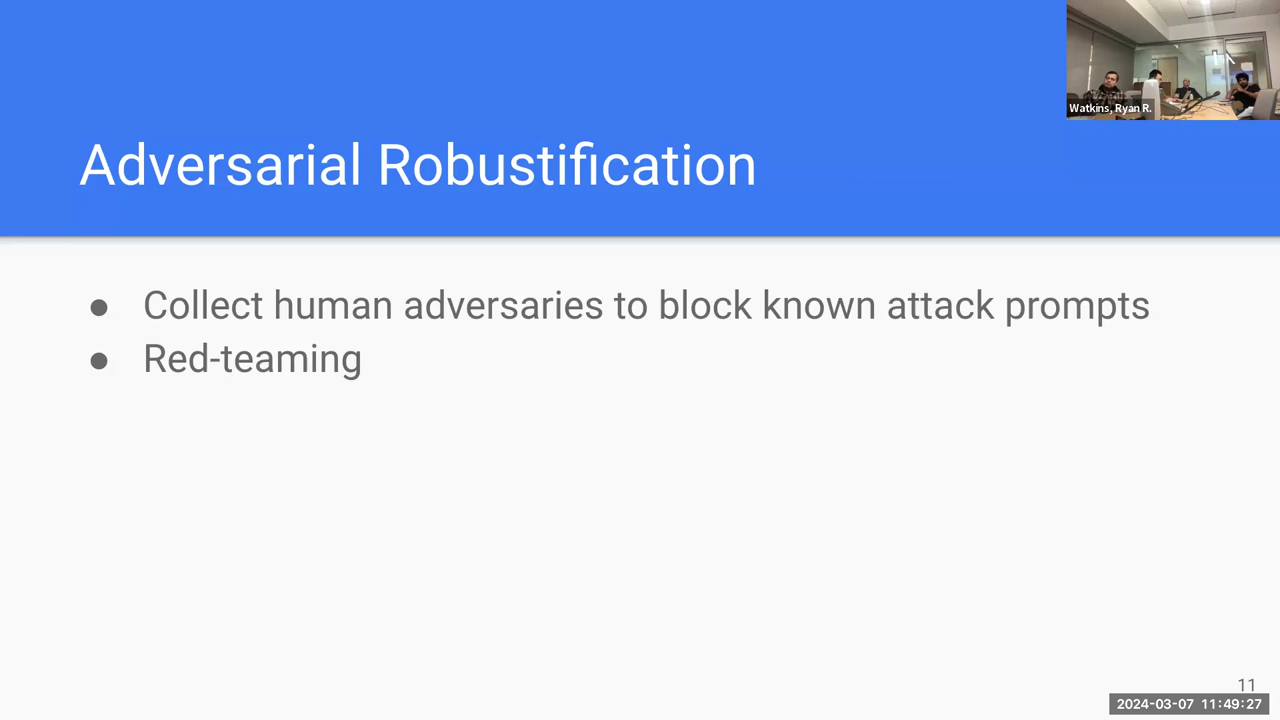 Watkins, Ryan R.
Adversarial Robustification
● Collect human adversaries to block known attack prompts
● Red-teaming
11
2024-03-07 11:49:27